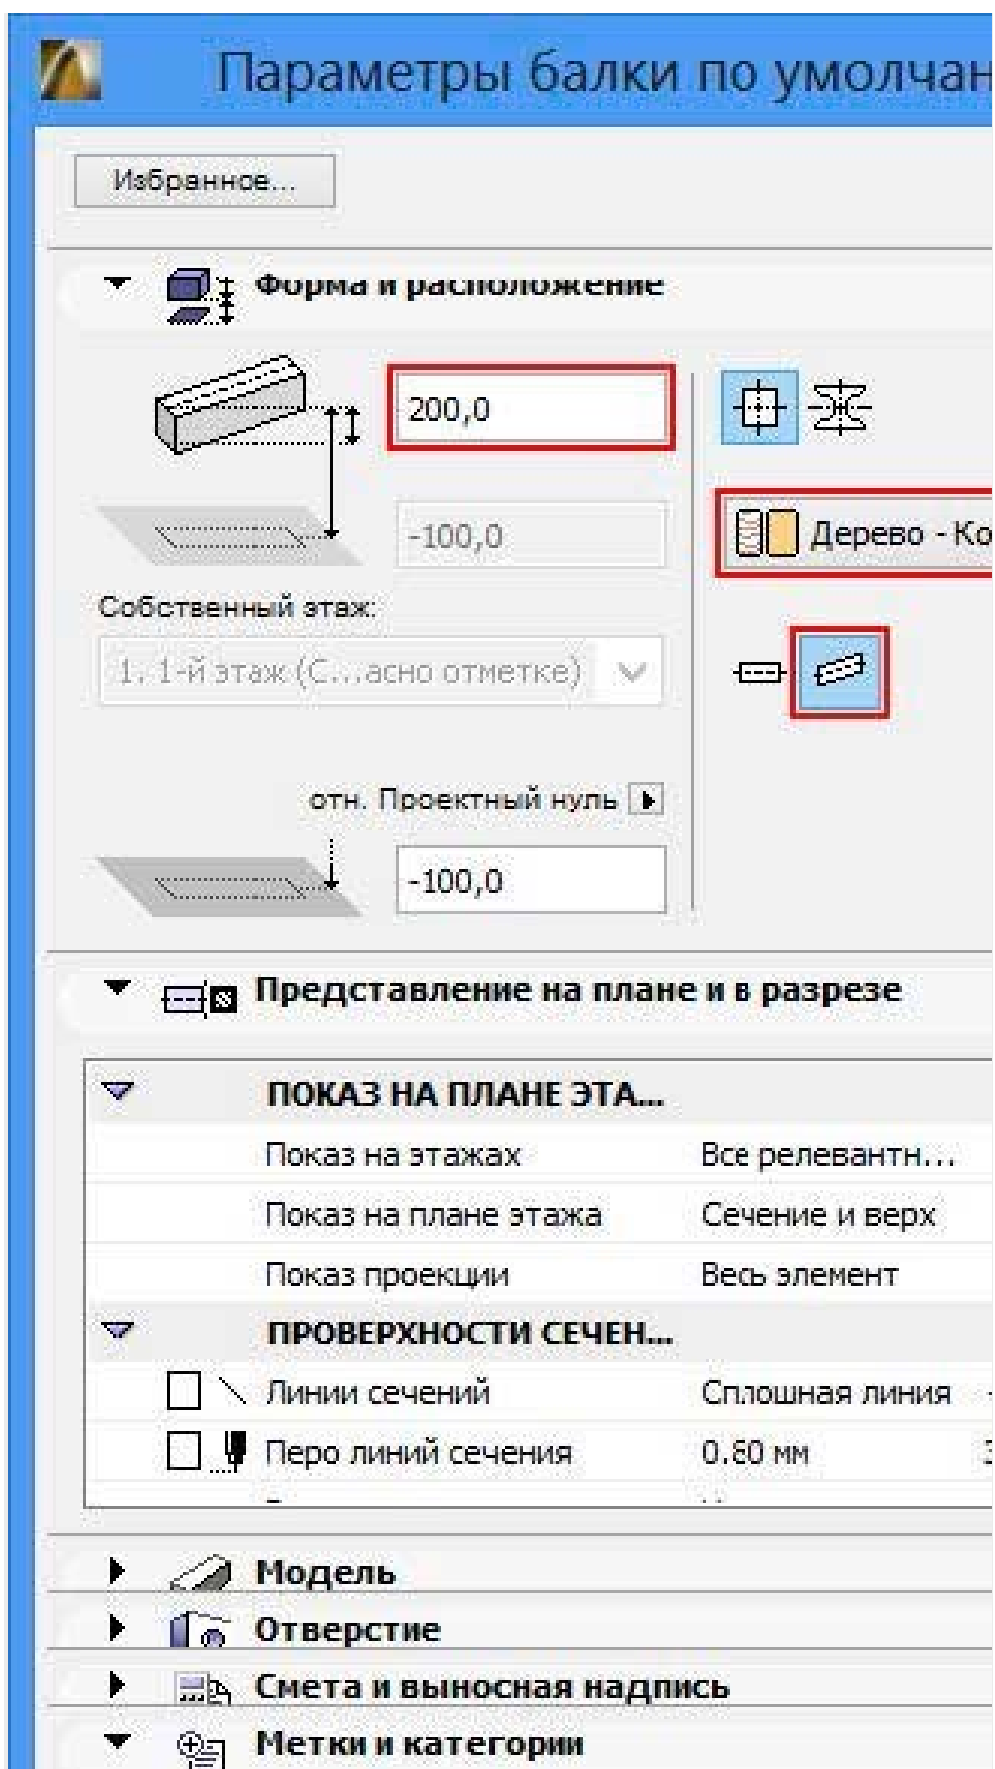 Параметры балки по умолчан
Избранное...
Форма и расположение
200,0
-100,0
Дерево - Ко
Собственный этаж:
1. 1-й этаж (С...асно отметке)
отн. Проектный нуль
-100,0
Представление на плане и в разрезе
ПОКАЗ НА ПЛАНЕ ЭТА...
Показ на этажах Все релевантн...
Показ на плане этажа Сечение и верх
Показ проекции Весь элемент
ПРОВЕРХНОСТИ СЕЧЕН...
Линии сечений Сплошная линия
Перо линий сечения 0.80 мм
Модель
Отверстие
Смета и выносная надпись
Метки и категории